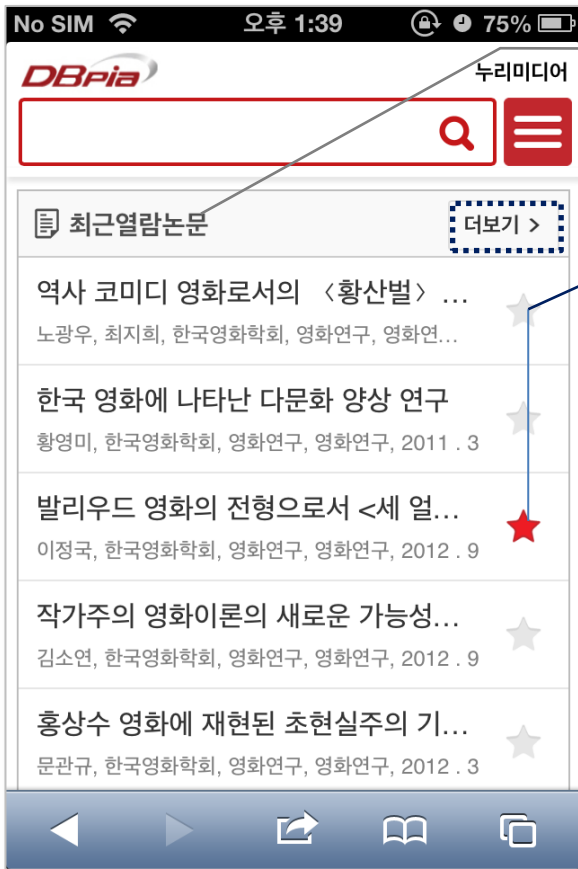 No SIM 오후 1:39 75%
DBpia 누리미디어
최근열람논문 더보기 >
역사 코미디 영화로서의 〈황산벌〉 ...
노광우, 최지희, 한국영화학회, 영화연구, 영화연...
한국 영화에 나타난 다문화 양상 연구
황영미, 한국영화학회, 영화연구, 영화연구, 2011 . 3
발리우드 영화의 전형으로서 <세 얼...
이정국, 한국영화학회, 영화연구, 영화연구, 2012 . 9
작가주의 영화이론의 새로운 가능성...
김소연, 한국영화학회, 영화연구, 영화연구, 2012 . 9
홍상수 영화에 재현된 초현실주의 기...
문관규, 한국영화학회, 영화연구, 영화연구, 2012 . 3